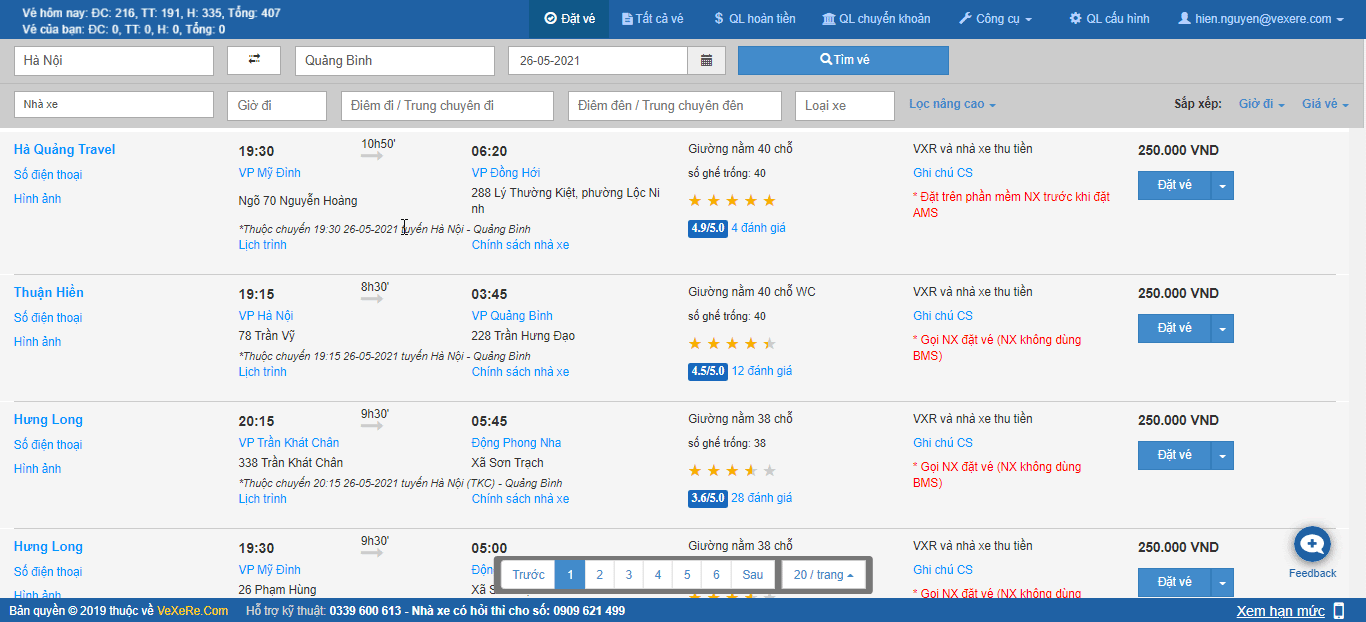 Vé hôm nay: ĐC: 216, TT: 191, H: 335, Tổng: 407
Vé của bạn: ĐC: 0, TT: 0, H: 0, Tổng: 0
Đặt vé Tất cả vé $ QL hoàn tiền QL chuyển khoản Công cụ QL cấu hình hien.nguyen@vexere.com
Hà Nội Quảng Bình 26-05-2021 Tìm vé
Nhà xe Giờ đi Điểm đi / Trung chuyên đi Điểm đên / Trung chuyên đên Loại xe Lọc nâng cao Sắp xếp: Giờ đi Giá vé
Hà Quảng Travel
Số điện thoại
Hình ảnh
19:30 10h50' 06:20
VP Mỹ Đình VP Đồng Hới
Ngõ 70 Nguyễn Hoàng 288 Lý Thường Kiệt, phường Lộc Ni
nh
*Thuộc chuyến 19:30 26-05-2021 tuyến Hà Nội - Quảng Bình
Lịch trình Chính sách nhà xe
Giường nằm 40 chỗ
số ghế trống: 40
4.9/5.0 4 đánh giá
VXR và nhà xe thu tiền
Ghi chú CS
* Đặt trên phần mềm NX trước khi đặt
AMS
250.000 VND
Đặt vé
Thuận Hiền
Số điện thoại
Hình ảnh
19:15 8h30' 03:45
VP Hà Nội VP Quảng Bình
78 Trần Vỹ 228 Trần Hưng Đạo
*Thuộc chuyến 19:15 26-05-2021 tuyến Hà Nội - Quảng Bình
Lịch trình Chính sách nhà xe
Giường nằm 40 chỗ WC
số ghế trống: 40
4.5/5.0 12 đánh giá
VXR và nhà xe thu tiền
Ghi chú CS
* Gọi NX đặt vé (NX không dùng
BMS)
250.000 VND
Đặt vé
Hưng Long
Số điện thoại
Hình ảnh
20:15 9h30' 05:45
VP Trần Khát Chân Động Phong Nha
338 Trần Khát Chân Xã Sơn Trạch
*Thuộc chuyến 20:15 26-05-2021 tuyến Hà Nội (TKC) - Quảng Bình
Lịch trình Chính sách nhà xe
Giường nằm 38 chỗ
số ghế trống: 38
3.6/5.0 28 đánh giá
VXR và nhà xe thu tiền
Ghi chú CS
* Gọi NX đặt vé (NX không dùng
BMS)
250.000 VND
Đặt vé
Hưng Long
Số điện thoại
Hình ảnh
19:30 9h30' 05:00
VP Mỹ Đình
26 Phạm Hùng
Giường nằm 38 chỗ
VXR và nhà xe thu tiền
Ghi chú CS
* Gọi NX đặt vé (NX không dùng
250.000 VND
Đặt vé
Trước 1 2 3 4 5 6 Sau 20 / trang
Feedback
Bản quyền © 2019 thuộc về VeXeRe.Com Hỗ trợ kỹ thuật: 0339 600 613 - Nhà xe có hỏi thì cho số: 0909 621 499 Xem hạn mức